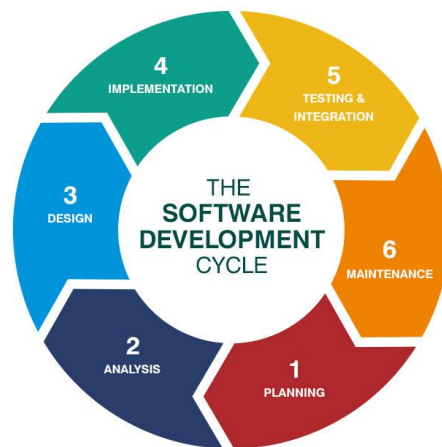 THE
SOFTWARE
DEVELOPMENT
CYCLE
1
PLANNING
2
ANALYSIS
3
DESIGN
4
IMPLEMENTATION
5
TESTING &
INTEGRATION
6
MAINTENANCE